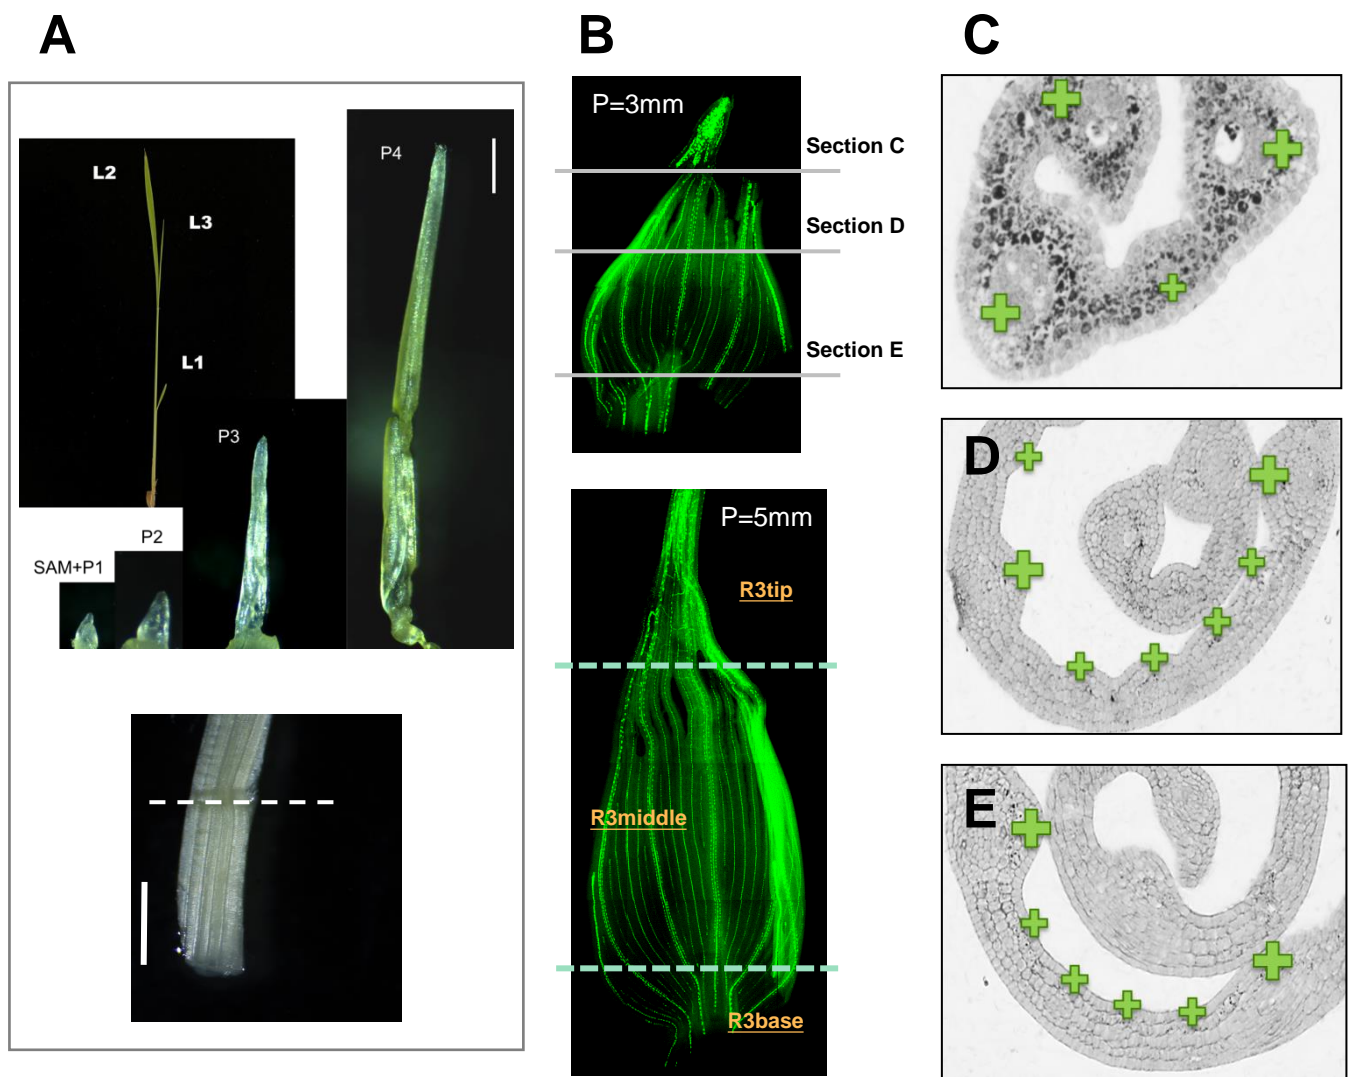 A
B
C
L2
L3
L1
P4
P3
P2
SAM+P1
P=3mm
Section C
Section D
Section E
P=5mm
R3tip
R3middle
R3base
D
E